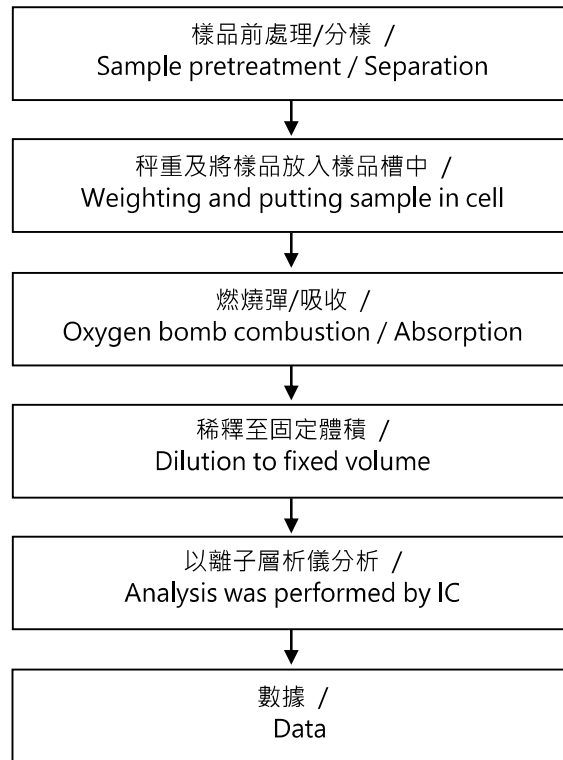 樣品前處理/分樣 /
Sample pretreatment / Separation
秤重及將樣品放入樣品槽中 /
Weighting and putting sample in cell
燃燒彈/吸收 /
Oxygen bomb combustion / Absorption
稀釋至固定體積 /
Dilution to fixed volume
以離子層析儀分析 /
Analysis was performed by IC
數據 /
Data